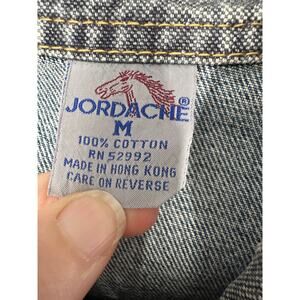 JORDACHE®
M
100% COTTON
RN 52992
MADE IN HONG KONG
CARE ON REVERSE